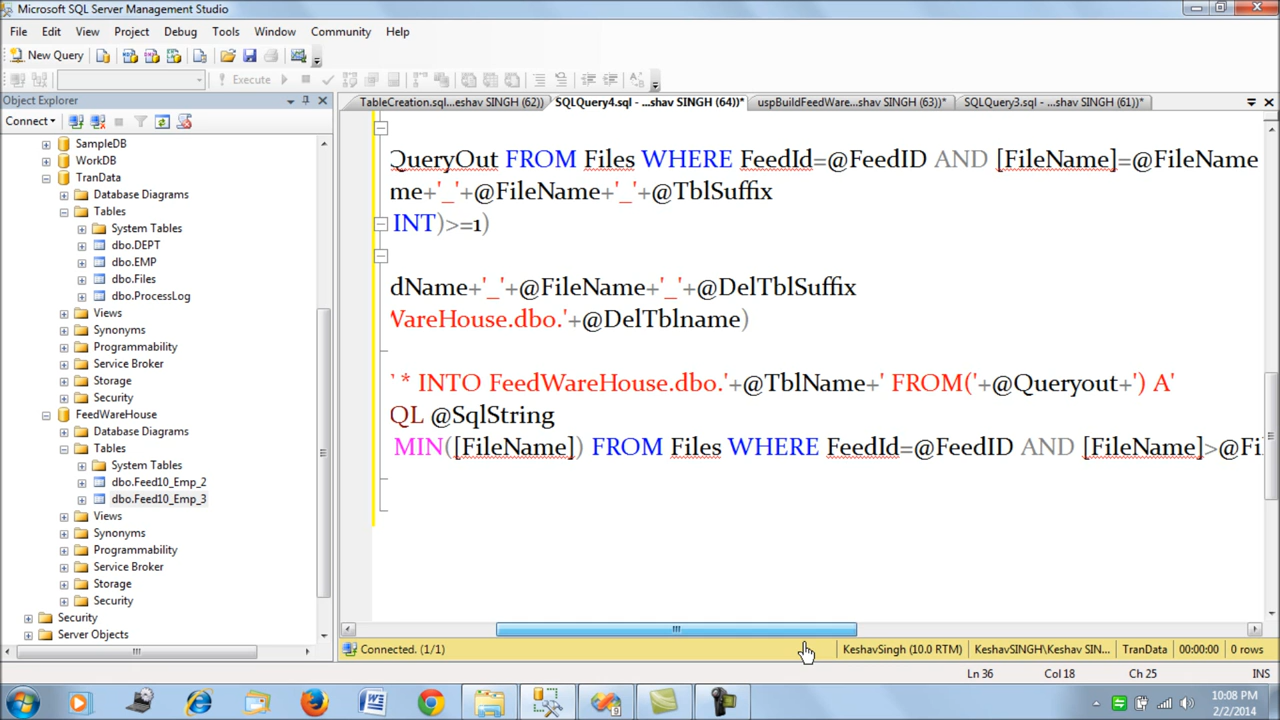 Microsoft SQL Server Management Studio
File Edit View Project Debug Tools Window Community Help
New Query
Execute
Object Explorer
TableCreation.sql...eshav SINGH (62))
SQLQuery4.sql - ...shav SINGH (64))*
uspBuildFeedWare...shav SINGH (63))*
SQLQuery3.sql - ...shav SINGH (61))*
Connect
SampleDB
WorkDB
TranData
Database Diagrams
Tables
System Tables
dbo.DEPT
dbo.EMP
dbo.Files
dbo.ProcessLog
Views
Synonyms
Programmability
Service Broker
Storage
Security
FeedWareHouse
Database Diagrams
Tables
System Tables
dbo.Feed10_Emp_2
dbo.Feed10_Emp_3
Views
Synonyms
Programmability
Service Broker
Storage
Security
Security
Server Objects
QueryOut FROM Files WHERE FeedId=@FeedID AND [FileName]=@FileName
me+'_'+@FileName+'_'+@TblSuffix
INT)>=1)
dName+'_'+@FileName+'_'+@DelTblSuffix
WareHouse.dbo.'+@DelTblname)
' * INTO FeedWareHouse.dbo.'+@TblName+' FROM('+@Queryout+') A'
QL @SqlString
MIN([FileName]) FROM Files WHERE FeedId=@FeedID AND [FileName]>@Fi
Connected. (1/1)
KeshavSingh (10.0 RTM)
KeshavSINGH\Keshav SIN...
TranData
00:00:00
0 rows
Ln 36
Col 18
Ch 25
INS
10:08 PM
2/2/2014